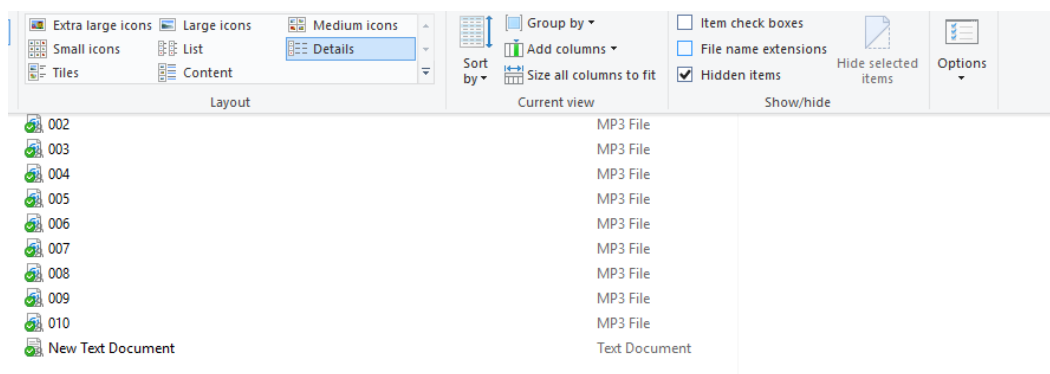 Extra large icons Large icons Medium icons
Small icons List Details
Tiles Content
Layout
Sort by
Group by
Add columns
Size all columns to fit
Current view
Item check boxes
File name extensions
Hidden items
Hide selected
items
Show/hide
Options
002 MP3 File
003 MP3 File
004 MP3 File
005 MP3 File
006 MP3 File
007 MP3 File
008 MP3 File
009 MP3 File
010 MP3 File
New Text Document Text Document